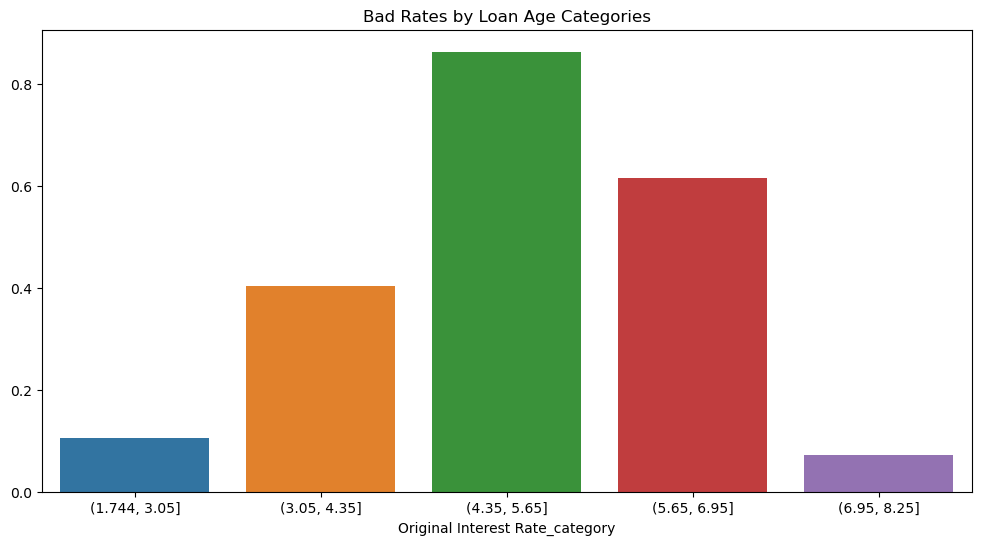 Bad Rates by Loan Age Categories
0.8
0.6
0.4
0.2
0.0
(1.744, 3.05] (3.05, 4.35] (4.35, 5.65] (5.65, 6.95] (6.95, 8.25]
Original Interest Rate_category